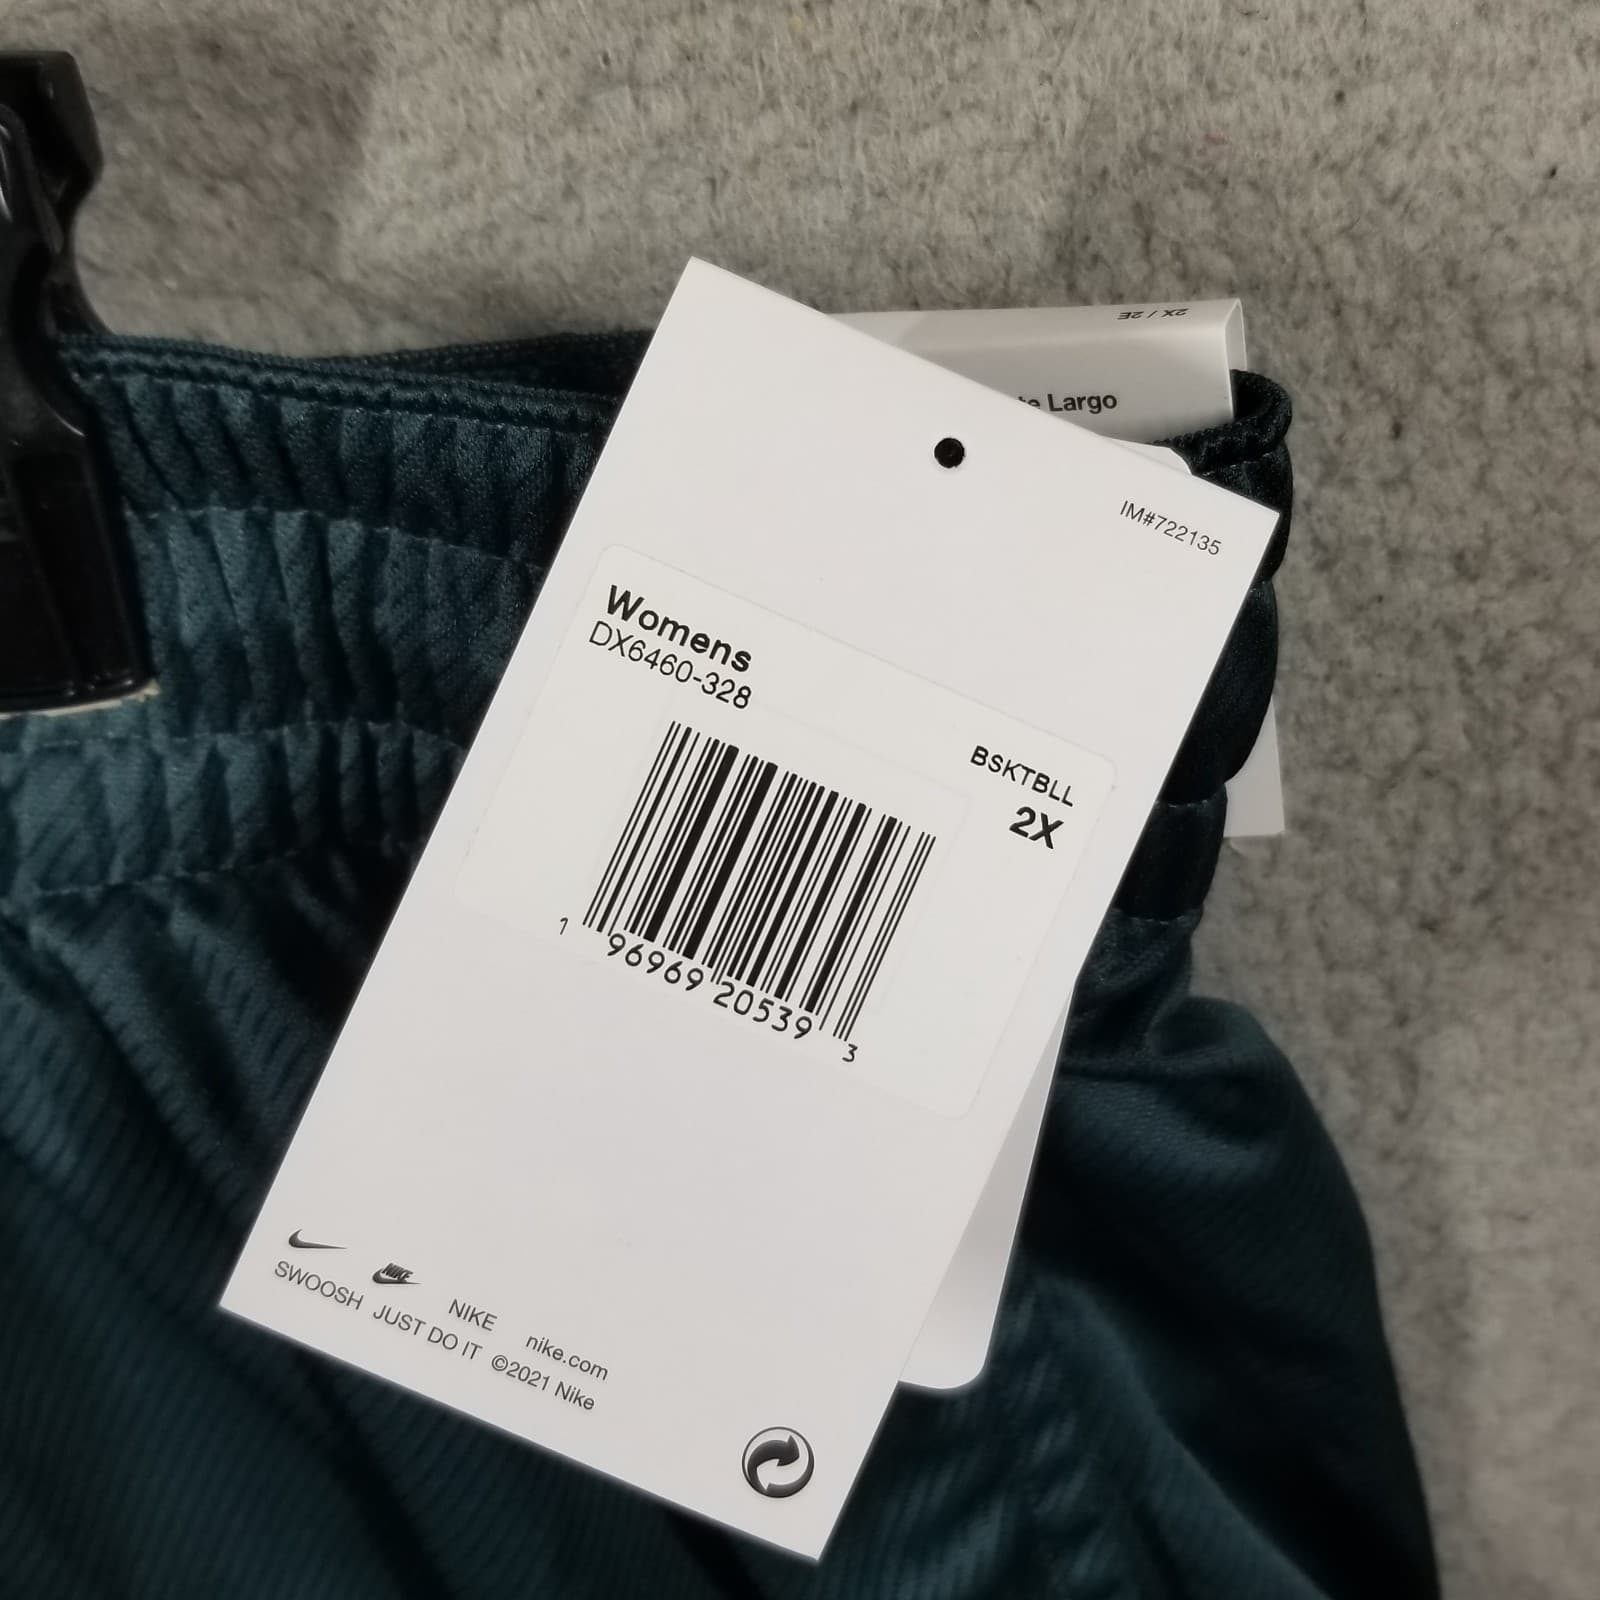 2X / 2E
Largo
IM#722135
Womens
DX6460-328
BSKTBLL
2X
1 96969 20539 3
NIKE
NIKE nike.com
SWOOSH JUST DO IT ©2021 Nike